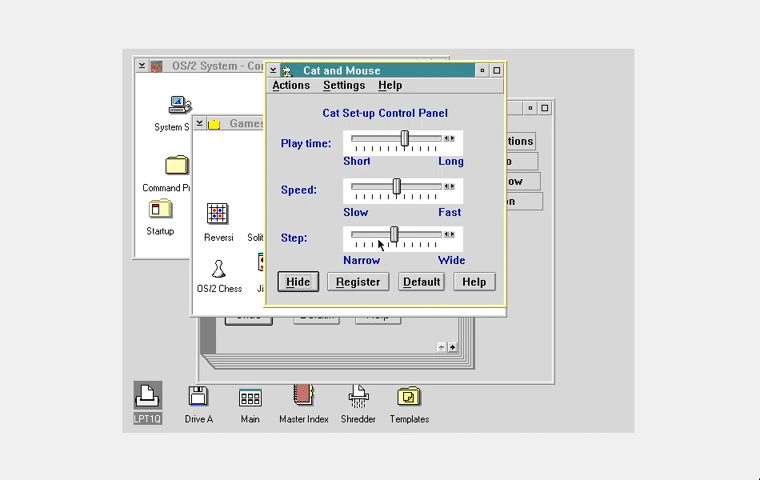 OS/2 System - Co
Cat and Mouse
Actions Settings Help
Cat Set-up Control Panel
Play time:
Short Long
Speed:
Slow Fast
Step:
Narrow Wide
Hide Register Default Help
System S
Command Pr
Startup
Games
Reversi Solit
OS/2 Chess Ji
tions
o
ow
on
LPT1Q Drive A Main Master Index Shredder Templates